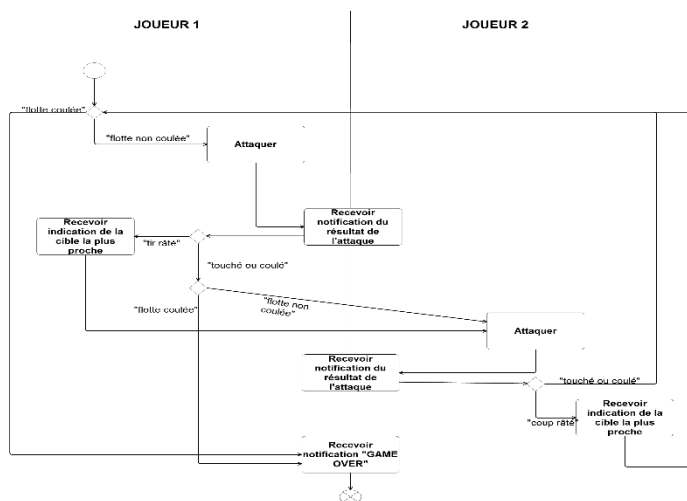 JOUEUR 1
JOUEUR 2
"flotte coulée"
"flotte non coulée"
Attaquer
Recevoir
indication de la
cible la plus
proche
"tir râté"
Recevoir
notification du
résultat de
l'attaque
"touché ou coulé"
"flotte coulée"
"flotte non
coulée"
Attaquer
Recevoir
notification du
résultat de
l'attaque
"touché ou coulé"
"coup râté"
Recevoir
indication de la
cible la plus
proche
Recevoir
notification "GAME
OVER"